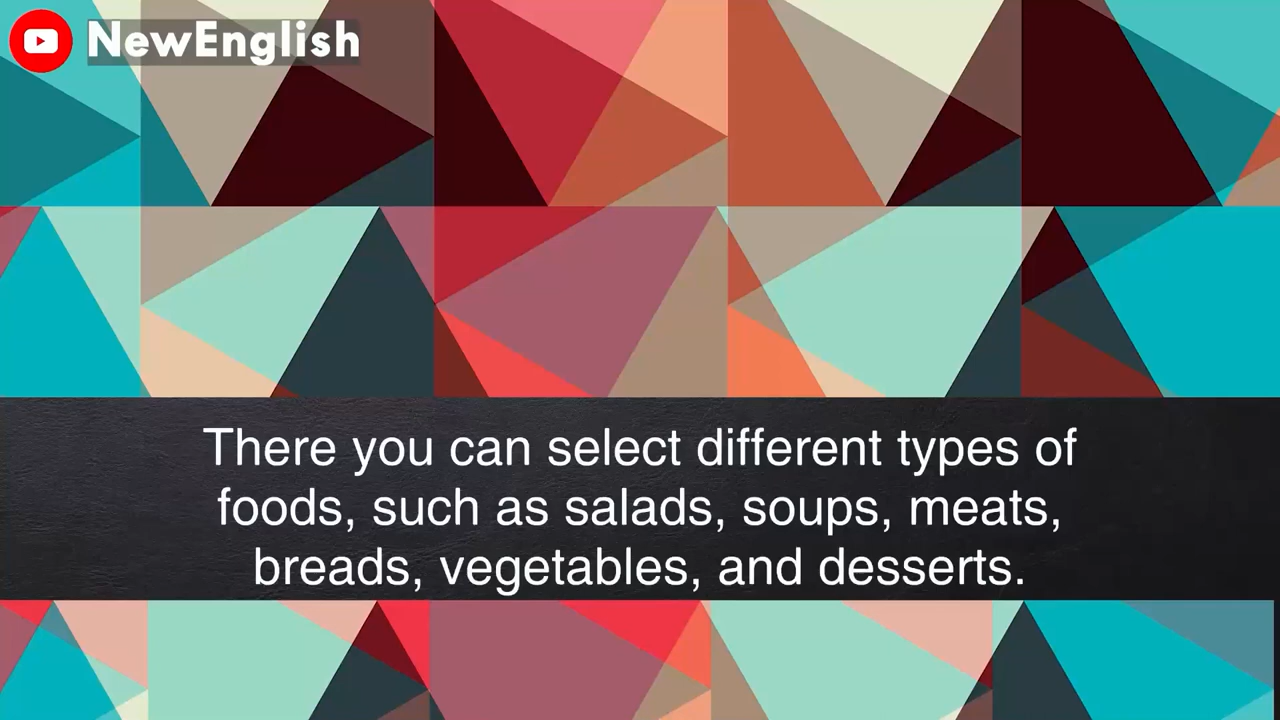 NewEnglish
There you can select different types of
foods, such as salads, soups, meats,
breads, vegetables, and desserts.